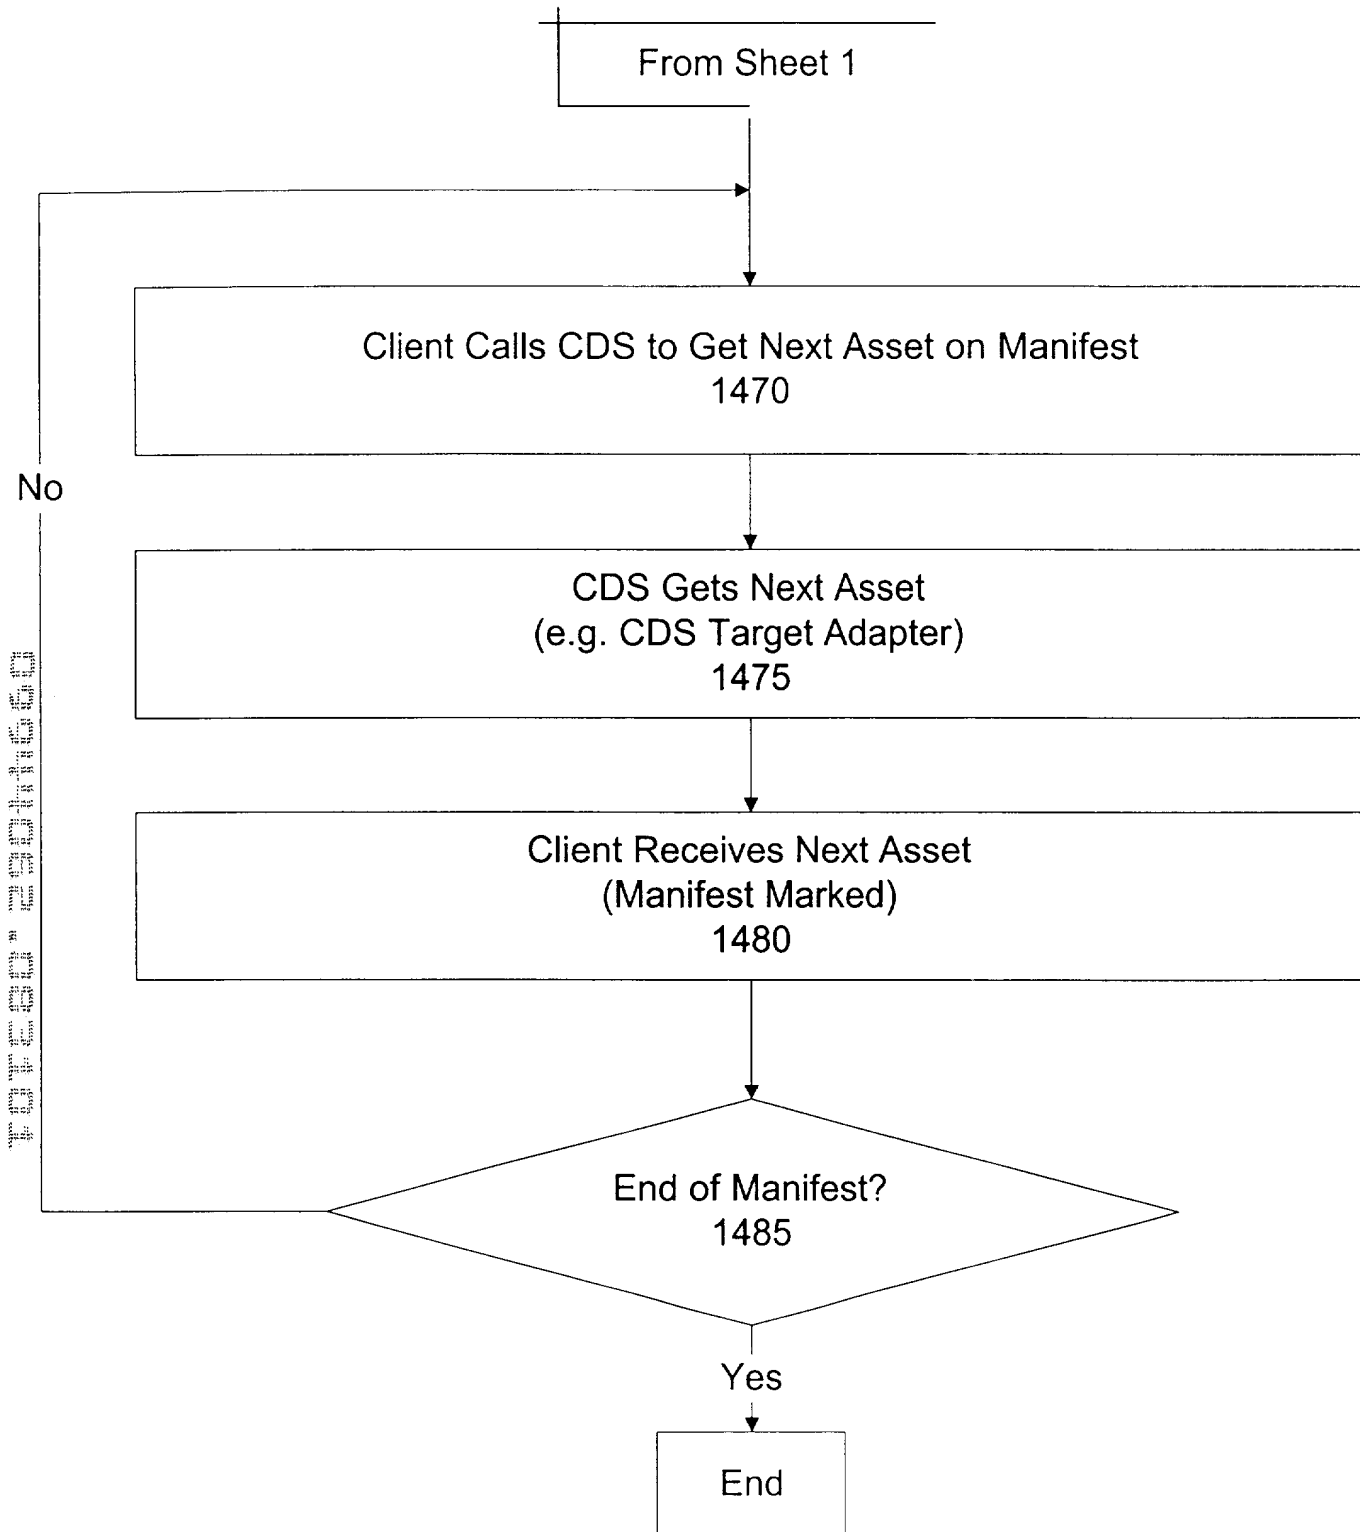 From Sheet 1
Client Calls CDS to Get Next Asset on Manifest
1470
No
CDS Gets Next Asset
(e.g. CDS Target Adapter)
1475
Client Receives Next Asset
(Manifest Marked)
1480
End of Manifest?
1485
Yes
End